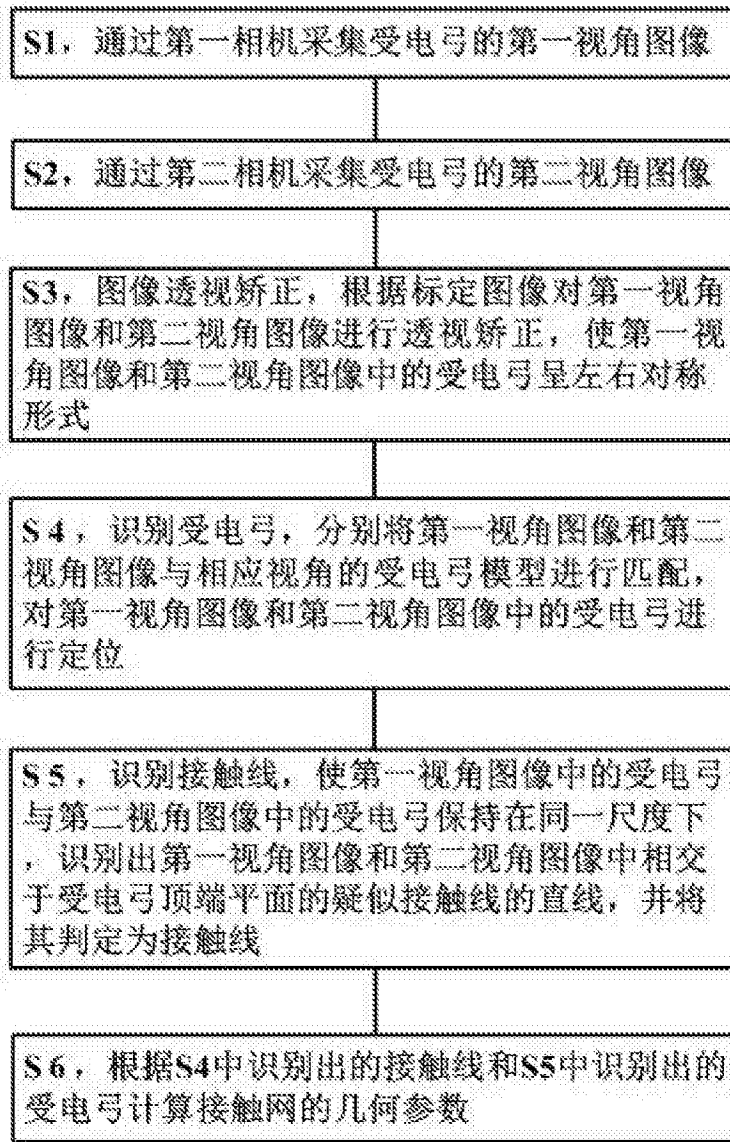 S1，通过第一相机采集受电弓的第一视角图像
S2，通过第二相机采集受电弓的第二视角图像
S3，图像透视矫正，根据标定图像对第一视角
图像和第二视角图像进行透视矫正，使第一视
角图像和第二视角图像中的受电弓呈左右对称
形式
S4，识别受电弓，分别将第一视角图像和第二
视角图像与相应视角的受电弓模型进行匹配，
对第一视角图像和第二视角图像中的受电弓进
行定位
S5，识别接触线，使第一视角图像中的受电弓
与第二视角图像中的受电弓保持在同一尺度下
，识别出第一视角图像和第二视角图像中相交
于受电弓顶端平面的疑似接触线的直线，并将
其判定为接触线
S6，根据S4中识别出的接触线和S5中识别出的
受电弓计算接触网的几何参数